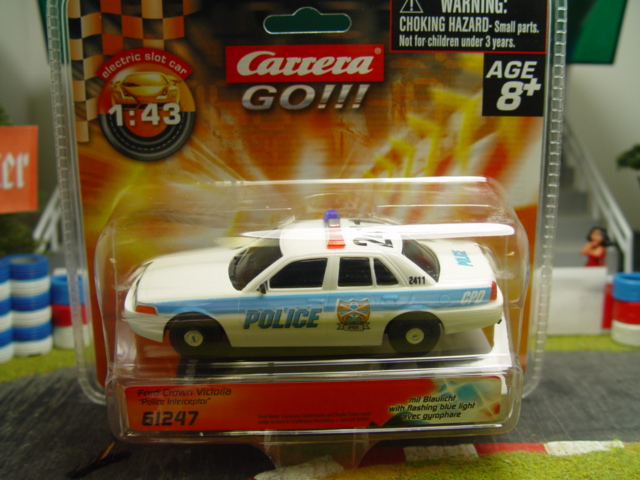 WARNING:
CHOKING HAZARD- Small parts.
Not for children under 3 years.
electric slot car
1:43
Carrera
GO!!!
AGE
8+
POLICE
2411
CPD
POLICE
Ford Crown Victoria
"Police Interceptor"
61247
mit Blaulicht
with flashing blue light
avec gyrophare